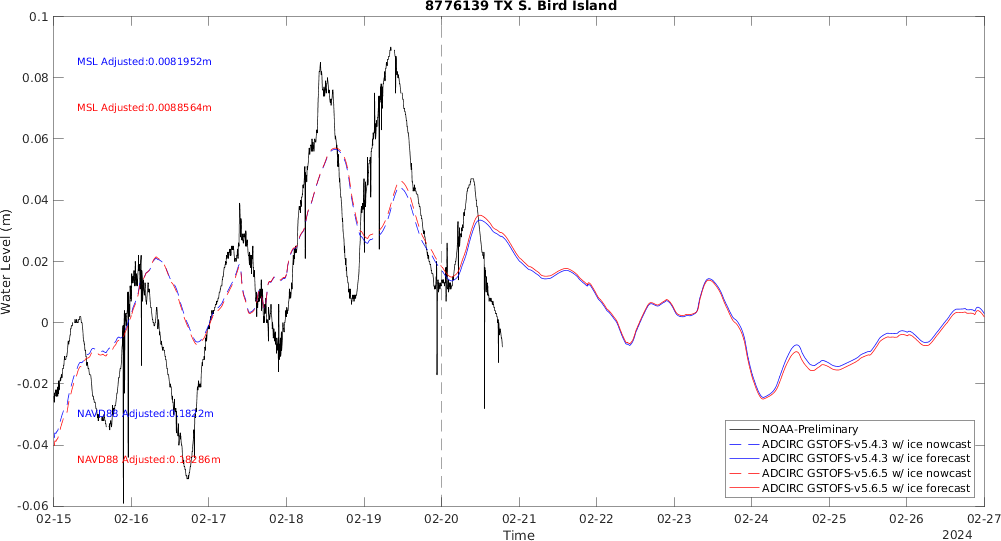 8776139 TX S. Bird Island
0.1
0.08
0.06
0.04
0.02
0
-0.02
-0.04
-0.06
Water Level (m)
MSL Adjusted:0.0081952m
MSL Adjusted:0.0088564m
NAVD88 Adjusted:0.1822m
NAVD88 Adjusted:0.18286m
NOAA-Preliminary
ADCIRC GSTOFS-v5.4.3 w/ ice nowcast
ADCIRC GSTOFS-v5.4.3 w/ ice forecast
ADCIRC GSTOFS-v5.6.5 w/ ice nowcast
ADCIRC GSTOFS-v5.6.5 w/ ice forecast
02-15 02-16 02-17 02-18 02-19 02-20 02-21 02-22 02-23 02-24 02-25 02-26 02-27
Time
2024